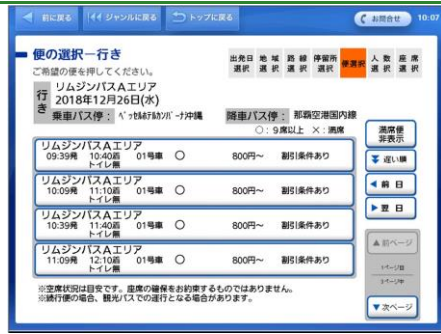 前に戻る
ジャンルに戻る
トップに戻る
お問合せ
10:07
便の選択－行き
ご希望の便を押してください。
出発日選択
地域選択
路線選択
停留所選択
便選択
人数選択
座席選択
行き
リムジンバスAエリア
2018年12月26日(水)
乗車バス停： ﾍﾞｯｾﾙﾎﾃﾙｶﾝﾊﾟｰﾅ沖縄
降車バス停： 那覇空港国内線
○：9席以上 ×：満席
満席便非表示
リムジンバスAエリア
09:39発 10:40着 01号車 ○ 800円～ 割引条件あり
トイレ無
リムジンバスAエリア
10:09発 11:10着 01号車 ○ 800円～ 割引条件あり
トイレ無
リムジンバスAエリア
10:39発 11:40着 01号車 ○ 800円～ 割引条件あり
トイレ無
リムジンバスAエリア
11:09発 12:10着 01号車 ○ 800円～ 割引条件あり
トイレ無
遅い順
前 日
翌 日
前ページ
次ページ
※空席状況は目安です。座席の確保をお約束するものではありません。
※続行便の場合、観光バスでの運行となる場合があります。